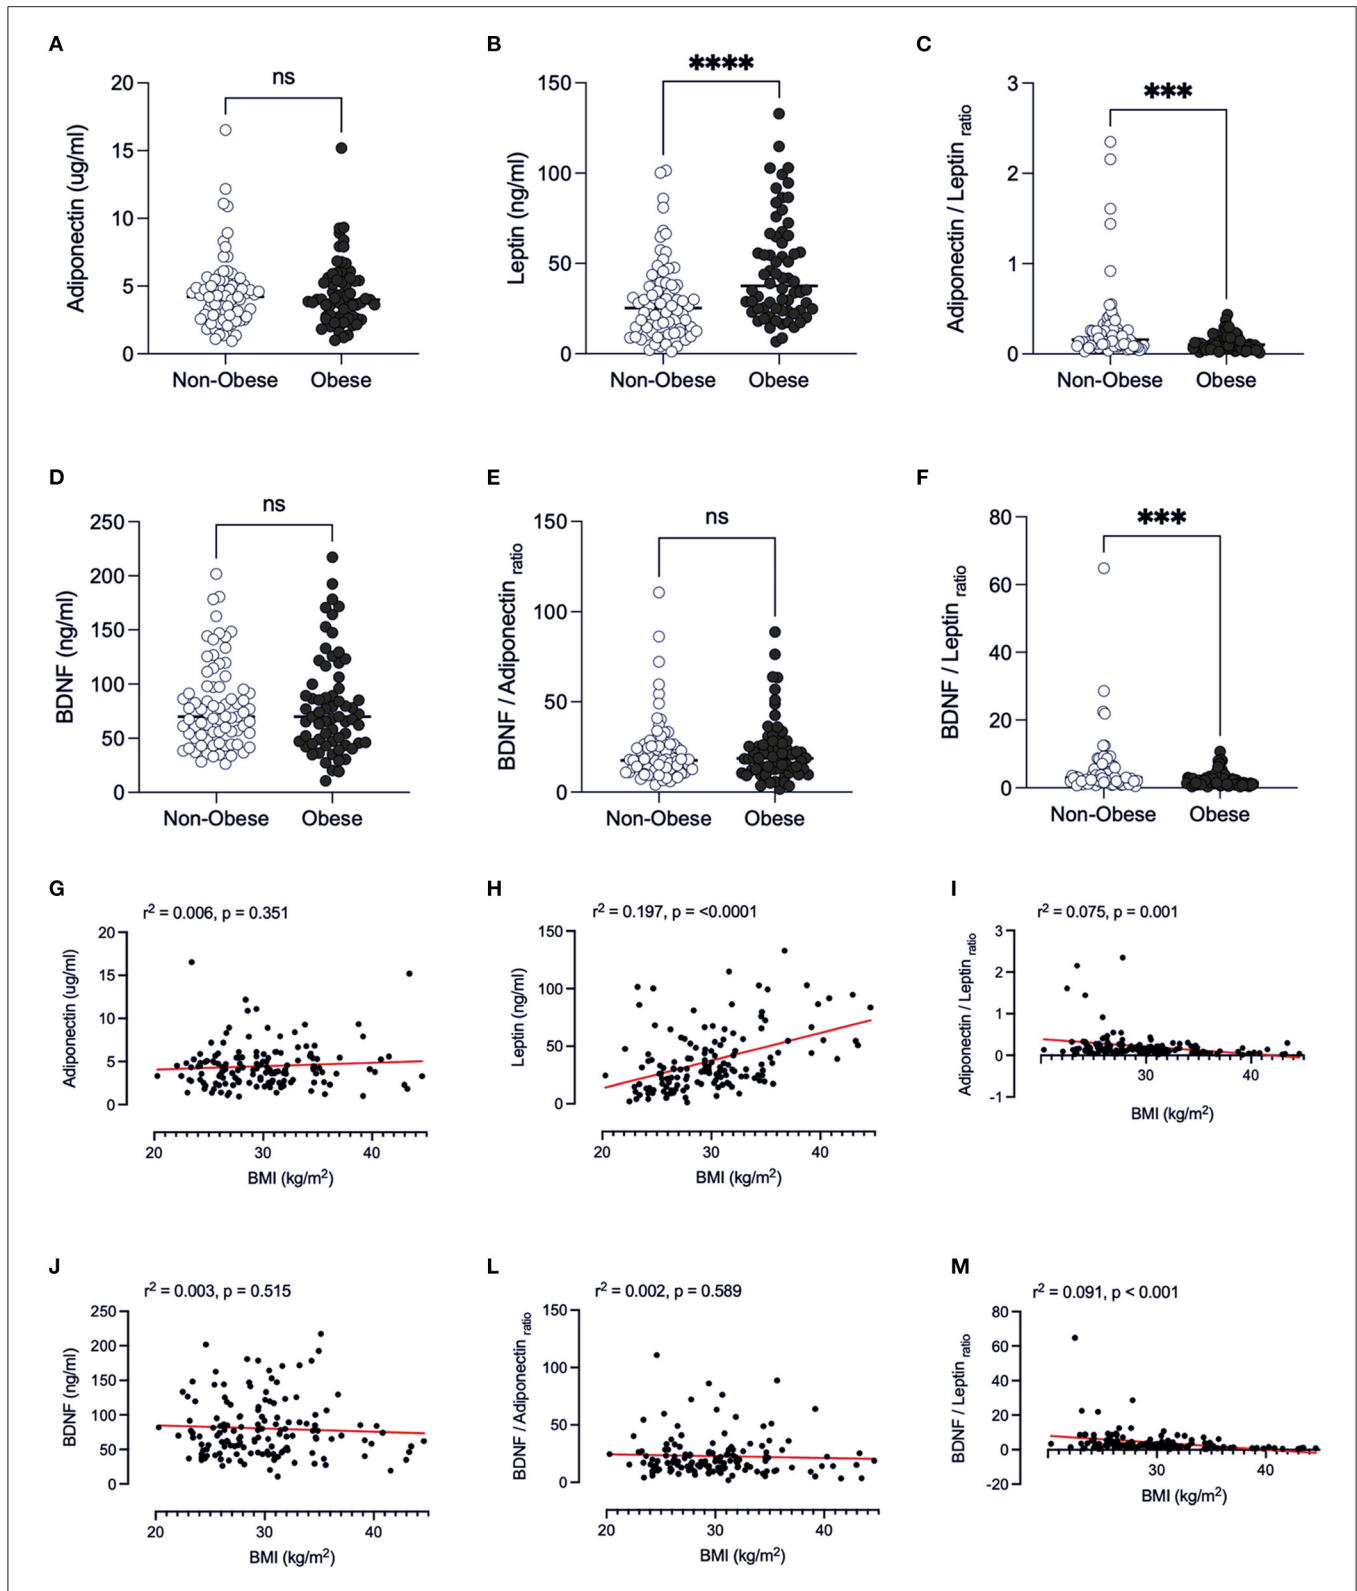 A
ns
Adiponectin (ug/ml)
20
15
10
5
0
Non-Obese
Obese
B
****
Leptin (ng/ml)
150
100
50
0
Non-Obese
Obese
C
***
Adiponectin / Leptin ratio
3
2
1
0
Non-Obese
Obese
D
ns
BDNF (ng/ml)
250
200
150
100
50
0
Non-Obese
Obese
E
ns
BDNF / Adiponectin ratio
150
100
50
0
Non-Obese
Obese
F
***
BDNF / Leptin ratio
80
60
40
20
0
Non-Obese
Obese
G
r² = 0.006, p = 0.351
Adiponectin (ug/ml)
20
15
10
5
0
20 30 40
BMI (kg/m²)
H
r² = 0.197, p = <0.0001
Leptin (ng/ml)
150
100
50
0
20 30 40
BMI (kg/m²)
I
r² = 0.075, p = 0.001
Adiponectin / Leptin ratio
3
2
1
0
-1
30 40
BMI (kg/m²)
J
r² = 0.003, p = 0.515
BDNF (ng/ml)
250
200
150
100
50
0
20 30 40
BMI (kg/m²)
L
r² = 0.002, p = 0.589
BDNF / Adiponectin ratio
150
100
50
0
20 30 40
BMI (kg/m²)
M
r² = 0.091, p < 0.001
BDNF / Leptin ratio
80
60
40
20
0
-20
30 40
BMI (kg/m²)